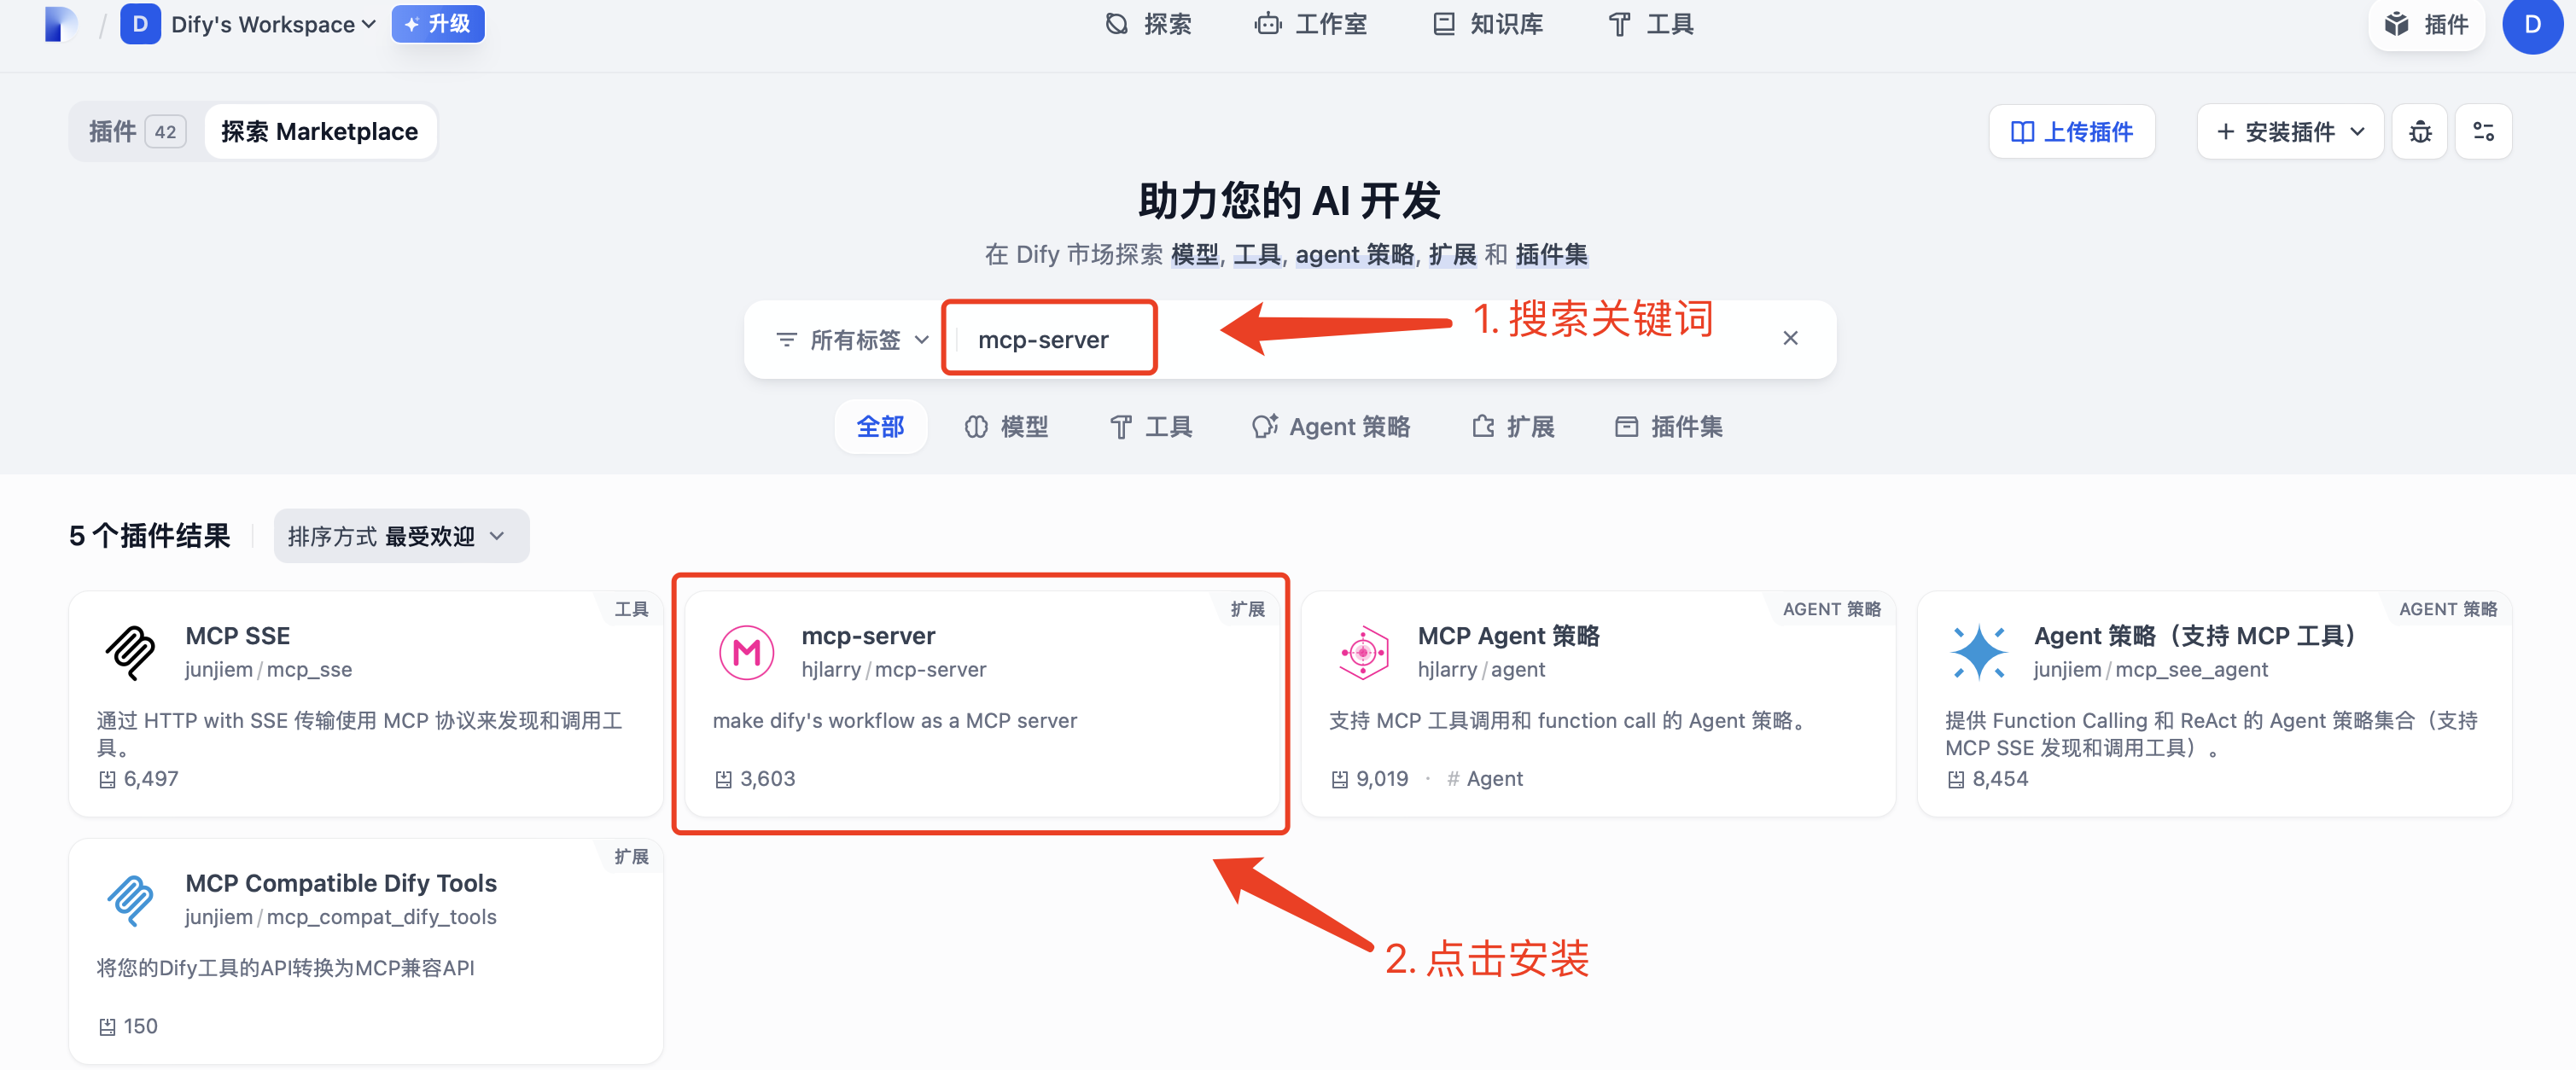 D Dify's Workspace 升级 探索 工作室 知识库 工具 插件 D
插件 42 探索 Marketplace 上传插件 + 安装插件
助力您的 AI 开发
在 Dify 市场探索 模型, 工具, agent 策略, 扩展 和 插件集
所有标签 mcp-server
1. 搜索关键词
全部 模型 工具 Agent 策略 扩展 插件集
5 个插件结果 排序方式 最受欢迎
工具
MCP SSE
junjiem / mcp_sse
通过 HTTP with SSE 传输使用 MCP 协议来发现和调用工
具。
6,497
扩展
mcp-server
hjlarry / mcp-server
make dify's workflow as a MCP server
3,603
AGENT 策略
MCP Agent 策略
hjlarry / agent
支持 MCP 工具调用和 function call 的 Agent 策略。
9,019 · # Agent
AGENT 策略
Agent 策略（支持 MCP 工具）
junjiem / mcp_see_agent
提供 Function Calling 和 ReAct 的 Agent 策略集合（支持
MCP SSE 发现和调用工具）。
8,454
扩展
MCP Compatible Dify Tools
junjiem / mcp_compat_dify_tools
将您的Dify工具的API转换为MCP兼容API
150
2. 点击安装